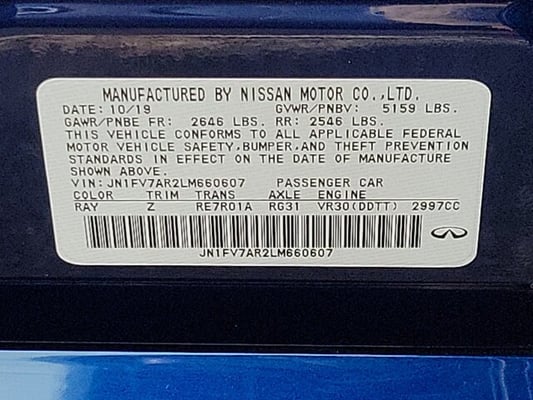 MANUFACTURED BY NISSAN MOTOR CO.,LTD.
DATE: 10/19 GVWR/PNBV: 5159 LBS.
GAWR/PNBE FR: 2646 LBS. RR: 2546 LBS.
THIS VEHICLE CONFORMS TO ALL APPLICABLE FEDERAL
MOTOR VEHICLE SAFETY, BUMPER, AND THEFT PREVENTION
STANDARDS IN EFFECT ON THE DATE OF MANUFACTURE
SHOWN ABOVE.
VIN: JN1FV7AR2LM660607 PASSENGER CAR
COLOR TRIM TRANS AXLE ENGINE
RAY Z RE7R01A RG31 VR30(DDTT) 2997CC
JN1FV7AR2LM660607